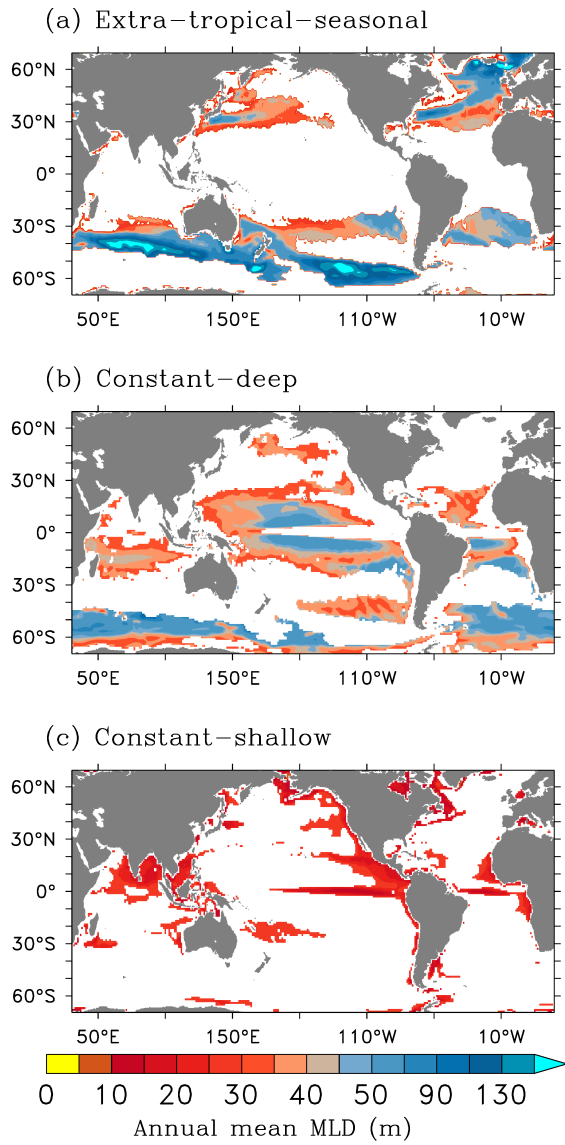 (a) Extra-tropical-seasonal
60°N
30°N
0°
30°S
60°S
50°E 150°W 110°W 10°W
(b) Constant-deep
60°N
30°N
0°
30°S
60°S
50°E 150°W 110°W 10°W
(c) Constant-shallow
60°N
30°N
0°
30°S
60°S
50°E 150°W 110°W 10°W
0 10 20 30 40 50 90 130
Annual mean MLD (m)